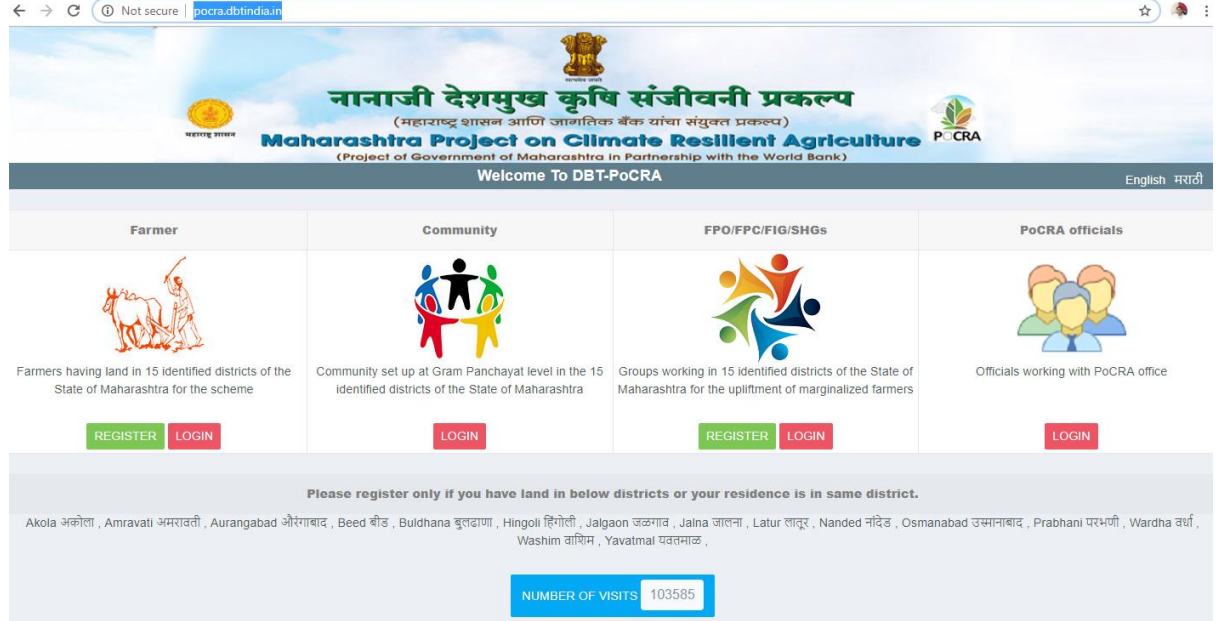 Not secure | pocra.dbtindia.in
नानाजी देशमुख कृषि संजीवनी प्रकल्प
(महाराष्ट्र शासन आणि जागतिक बँक यांचा संयुक्त प्रकल्प)
महाराष्ट्र शासन
Maharashtra Project on Climate Resilient Agriculture
POCRA
(Project of Government of Maharashtra in Partnership with the World Bank)
Welcome To DBT-PoCRA
English मराठी
Farmer Community FPO/FPC/FIG/SHGs PoCRA officials
Farmers having land in 15 identified districts of the Community set up at Gram Panchayat level in the 15 Groups working in 15 identified districts of the State of Officials working with PoCRA office
State of Maharashtra for the scheme identified districts of the State of Maharashtra Maharashtra for the upliftment of marginalized farmers
REGISTER LOGIN LOGIN REGISTER LOGIN LOGIN
Please register only if you have land in below districts or your residence is in same district.
Akola अकोला , Amravati अमरावती , Aurangabad औरंगाबाद , Beed बीड , Buldhana बुलढाणा , Hingoli हिंगोली , Jalgaon जळगाव , Jalna जालना , Latur लातूर , Nanded नांदेड , Osmanabad उस्मानाबाद , Prabhani परभणी , Wardha वर्धा ,
Washim वाशिम , Yavatmal यवतमाळ ,
NUMBER OF VISITS 103585